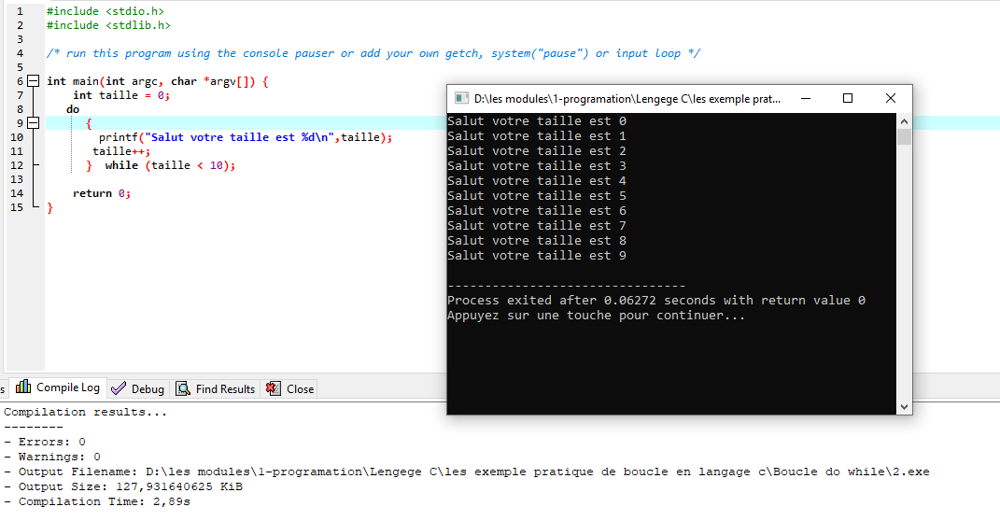 1 #include <stdio.h>
2 #include <stdlib.h>
3
4 /* run this program using the console pauser or add your own getch, system("pause") or input loop */
5
6 int main(int argc, char *argv[]) {
7 int taille = 0;
8 do
9 {
10 printf("Salut votre taille est %d\n",taille);
11 taille++;
12 } while (taille < 10);
13
14 return 0;
15 }
D:\les modules\1-programation\Lengege C\les exemple prat...
Salut votre taille est 0
Salut votre taille est 1
Salut votre taille est 2
Salut votre taille est 3
Salut votre taille est 4
Salut votre taille est 5
Salut votre taille est 6
Salut votre taille est 7
Salut votre taille est 8
Salut votre taille est 9
--------------------------------
Process exited after 0.06272 seconds with return value 0
Appuyez sur une touche pour continuer...
s Compile Log Debug Find Results Close
Compilation results...
--------
- Errors: 0
- Warnings: 0
- Output Filename: D:\les modules\1-programation\Lengege C\les exemple pratique de boucle en langage c\Boucle do while\2.exe
- Output Size: 127,931640625 KiB
- Compilation Time: 2,89s